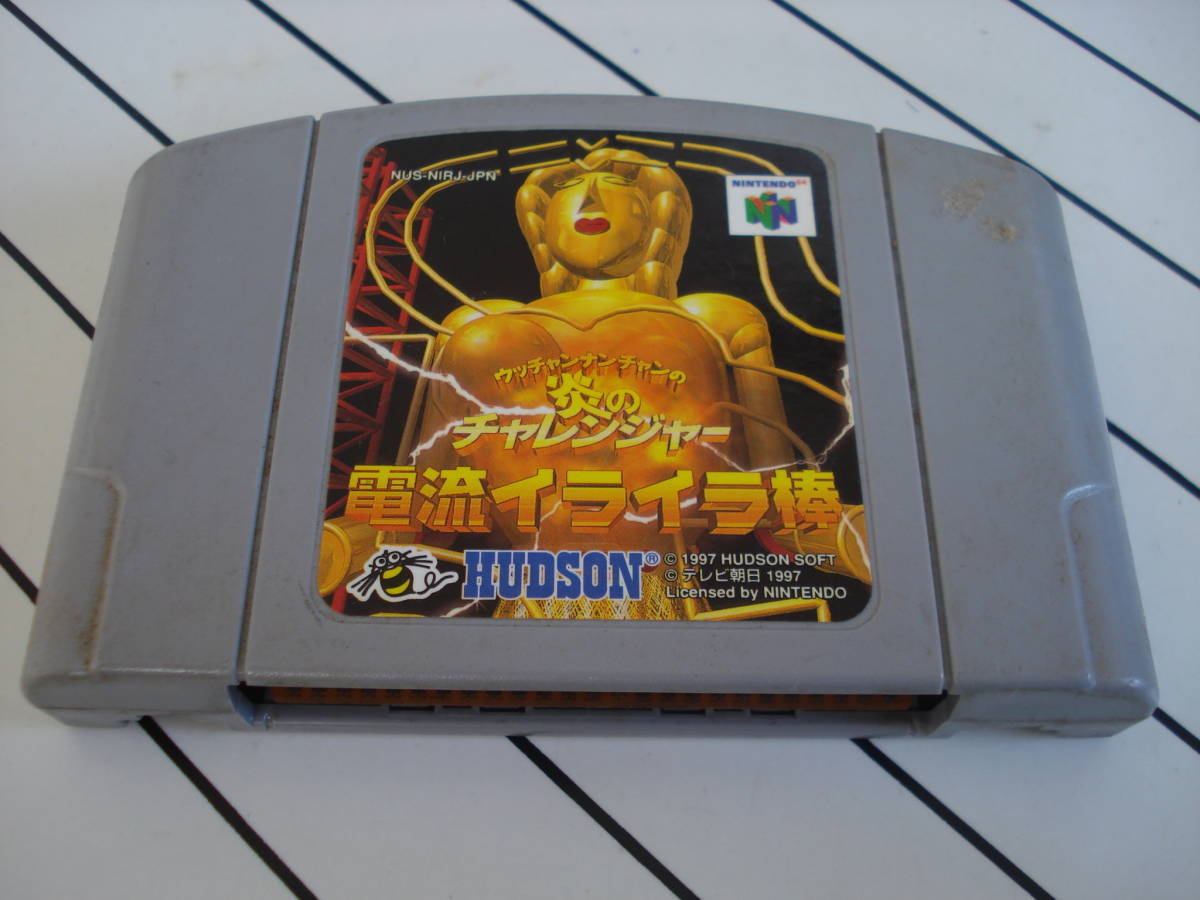 NUS-NIRJ-JPN
NINTENDO 64
ウッチャンナンチャンの
炎の
チャレンジャー
電流イライラ棒
HUDSON®
© 1997 HUDSON SOFT
© テレビ朝日 1997
Licensed by NINTENDO